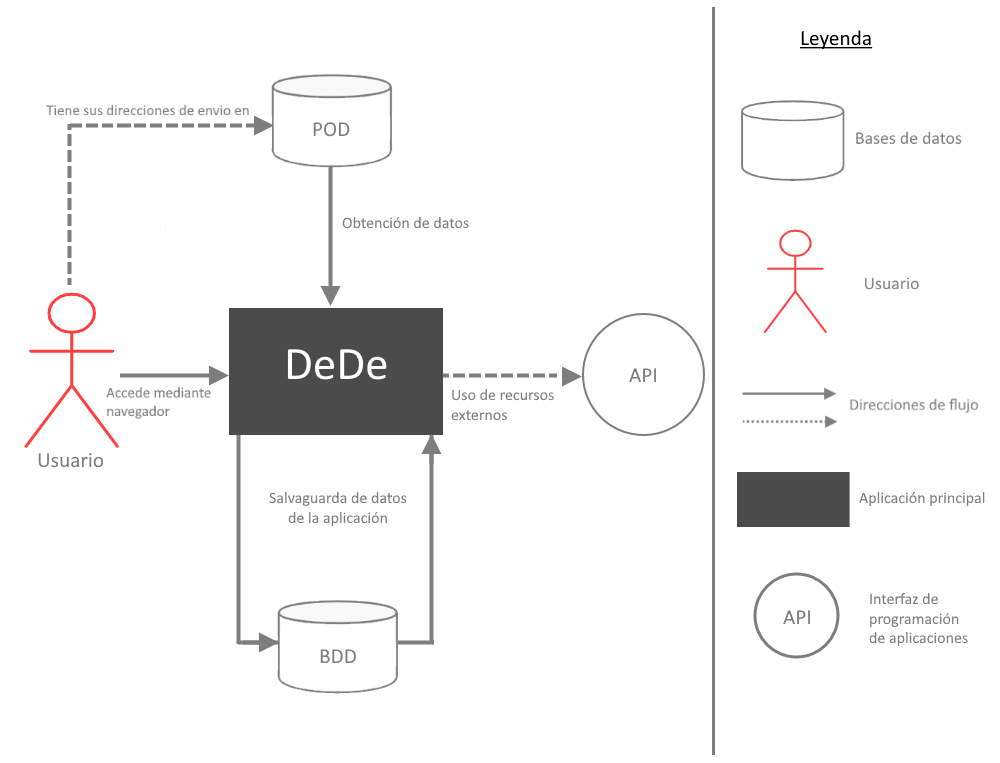 Leyenda
Tiene sus direcciones de envio en
POD
Bases de datos
Obtención de datos
Usuario
DeDe
API
Accede mediante
navegador
Uso de recursos
externos
Direcciones de flujo
Usuario
Salvaguarda de datos
de la aplicación
Aplicación principal
BDD
API
Interfaz de
programación
de aplicaciones